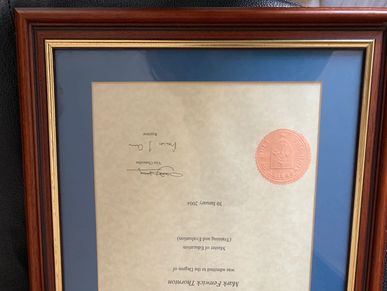 Mark Fenwick Thornton
was admitted to the Degree of
Master of Education
(Training and Evaluation)
30 January 2004
Vice Chancellor
Registrar